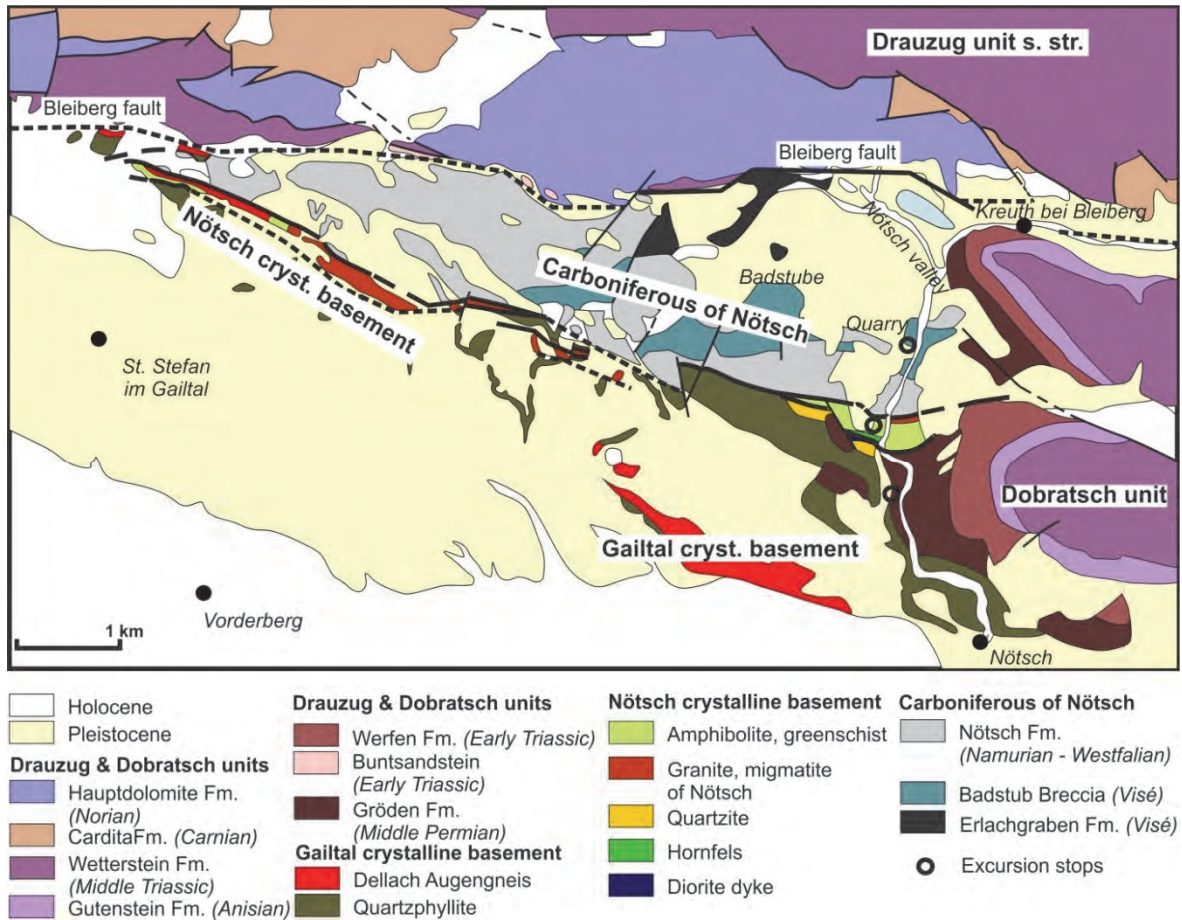 Drauzug unit s. str.
Bleiberg fault
Bleiberg fault
Kreuth bei Bleiberg
Nötsch valley
Nötsch cryst. basement
Carboniferous of Nötsch
Badstube
Quarry
St. Stefan
im Gailtal
Dobratsch unit
Gailtal cryst. basement
Vorderberg
1 km
Nötsch
Holocene
Pleistocene
Drauzug & Dobratsch units
Hauptdolomite Fm.
(Norian)
CarditaFm. (Carnian)
Wetterstein Fm.
(Middle Triassic)
Gutenstein Fm. (Anisian)
Drauzug & Dobratsch units
Werfen Fm. (Early Triassic)
Buntsandstein
(Early Triassic)
Gröden Fm.
(Middle Permian)
Gailtal crystalline basement
Dellach Augengneis
Quartzphyllite
Nötsch crystalline basement
Amphibolite, greenschist
Granite, migmatite
of Nötsch
Quartzite
Hornfels
Diorite dyke
Carboniferous of Nötsch
Nötsch Fm.
(Namurian - Westfalian)
Badstub Breccia (Visé)
Erlachgraben Fm. (Visé)
Excursion stops